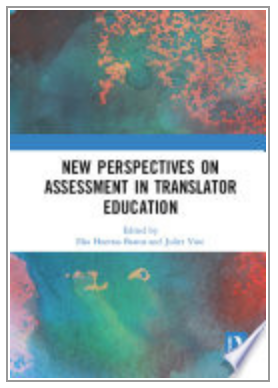 NEW PERSPECTIVES ON
ASSESSMENT IN TRANSLATOR
EDUCATION
Edited by
Elsa Huertas-Barros and Juliet Vine